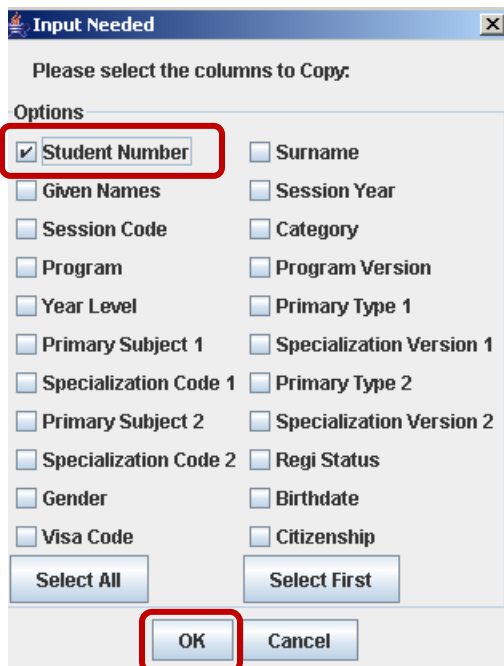 Input Needed
Please select the columns to Copy:
Options
Student Number Surname
Given Names Session Year
Session Code Category
Program Program Version
Year Level Primary Type 1
Primary Subject 1 Specialization Version 1
Specialization Code 1 Primary Type 2
Primary Subject 2 Specialization Version 2
Specialization Code 2 Regi Status
Gender Birthdate
Visa Code Citizenship
Select All Select First
OK Cancel